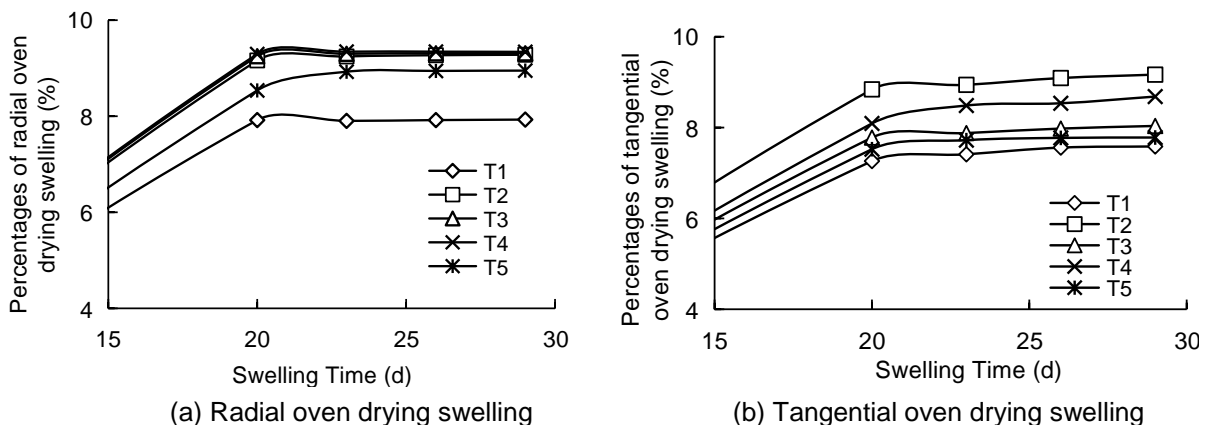 Percentages of radial oven
drying swelling (%)
10
8
6
4
T1
T2
T3
T4
T5
15 20 25 30
Swelling Time (d)
(a) Radial oven drying swelling
Percentages of tangential
oven drying swelling (%)
10
8
6
4
T1
T2
T3
T4
T5
15 20 25 30
Swelling Time (d)
(b) Tangential oven drying swelling